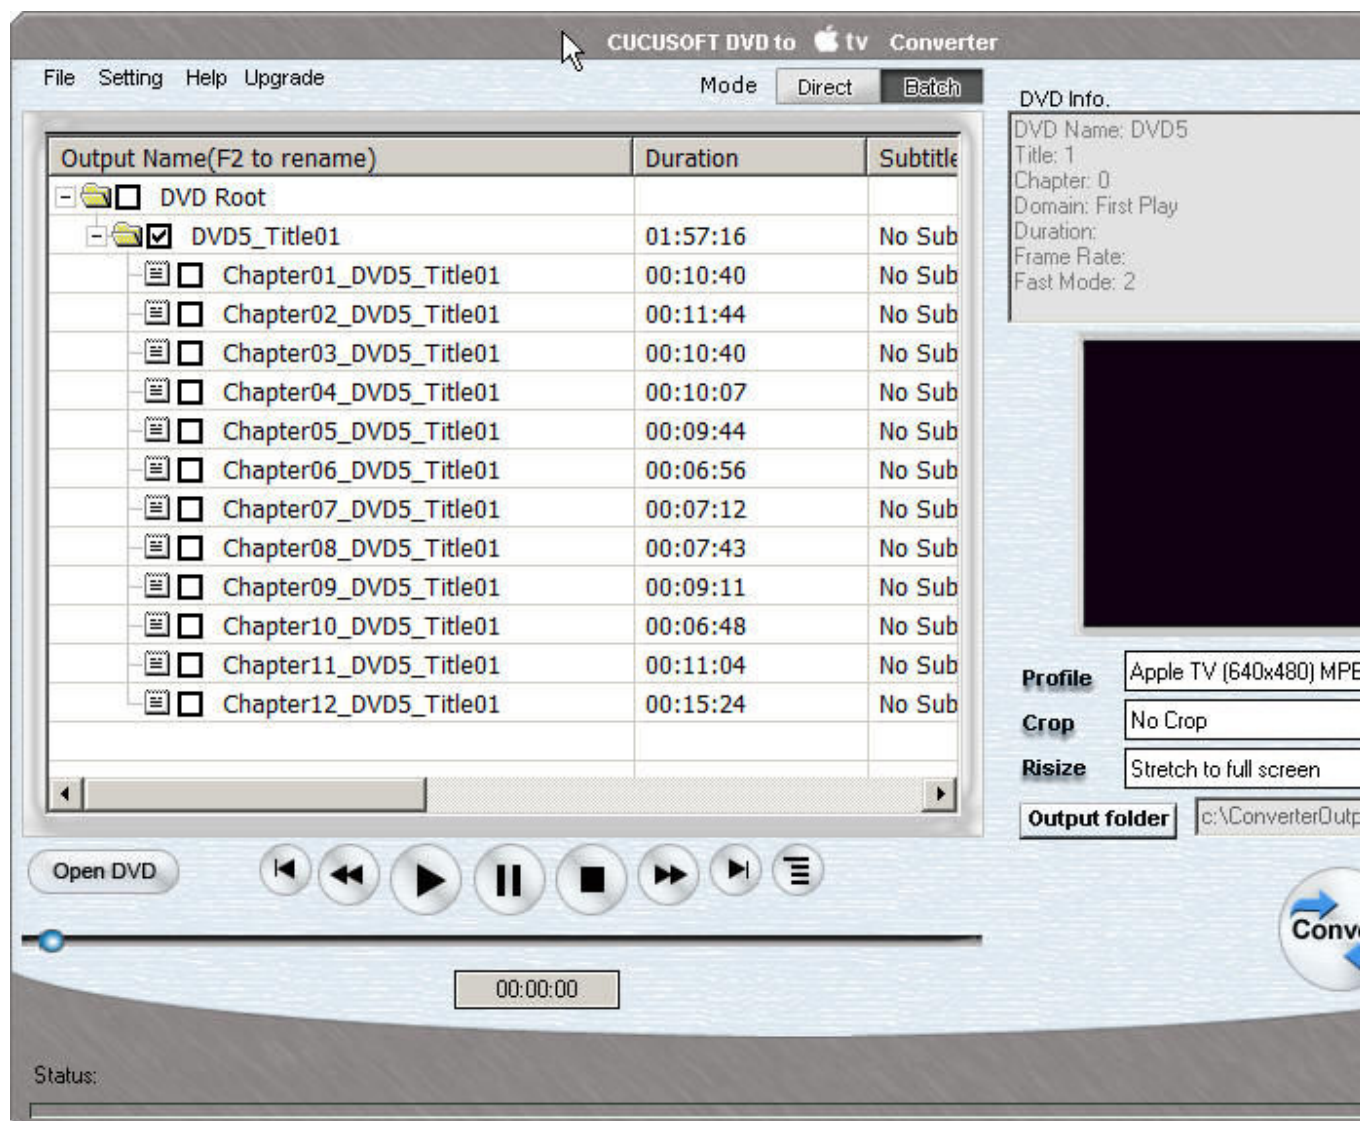 CUCUSOFT DVD to tv Converter
File Setting Help Upgrade
Mode Direct Batch
DVD Info.
DVD Name: DVD5
Title: 1
Chapter: 0
Domain: First Play
Duration:
Frame Rate:
Fast Mode: 2
Output Name(F2 to rename) Duration Subtitle
DVD Root
DVD5_Title01 01:57:16 No Sub
Chapter01_DVD5_Title01 00:10:40 No Sub
Chapter02_DVD5_Title01 00:11:44 No Sub
Chapter03_DVD5_Title01 00:10:40 No Sub
Chapter04_DVD5_Title01 00:10:07 No Sub
Chapter05_DVD5_Title01 00:09:44 No Sub
Chapter06_DVD5_Title01 00:06:56 No Sub
Chapter07_DVD5_Title01 00:07:12 No Sub
Chapter08_DVD5_Title01 00:07:43 No Sub
Chapter09_DVD5_Title01 00:09:11 No Sub
Chapter10_DVD5_Title01 00:06:48 No Sub
Chapter11_DVD5_Title01 00:11:04 No Sub
Chapter12_DVD5_Title01 00:15:24 No Sub
Profile Apple TV (640x480) MPE
Crop No Crop
Risize Stretch to full screen
Output folder c:\ConverterOutp
Open DVD
Conve
00:00:00
Status: